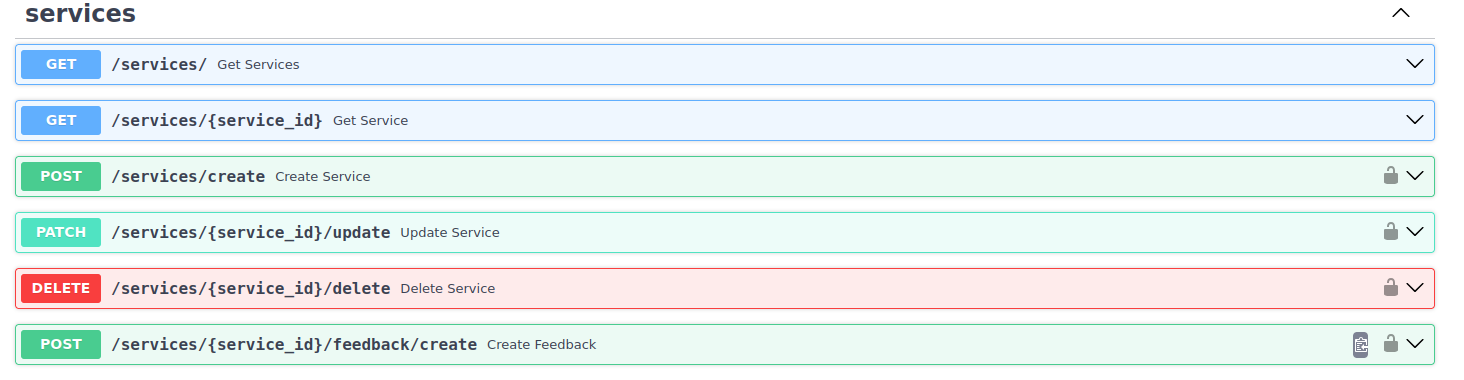 services
GET /services/ Get Services
GET /services/{service_id} Get Service
POST /services/create Create Service
PATCH /services/{service_id}/update Update Service
DELETE /services/{service_id}/delete Delete Service
POST /services/{service_id}/feedback/create Create Feedback